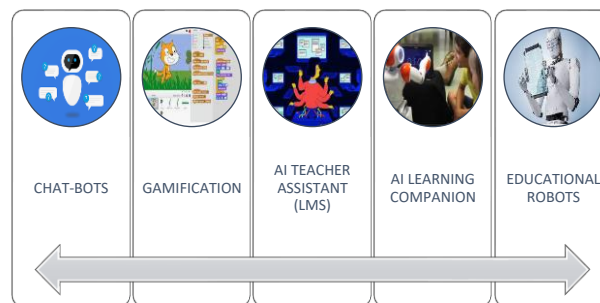 CHAT-BOTS
GAMIFICATION
AI TEACHER
ASSISTANT
(LMS)
AI LEARNING
COMPANION
EDUCATIONAL
ROBOTS